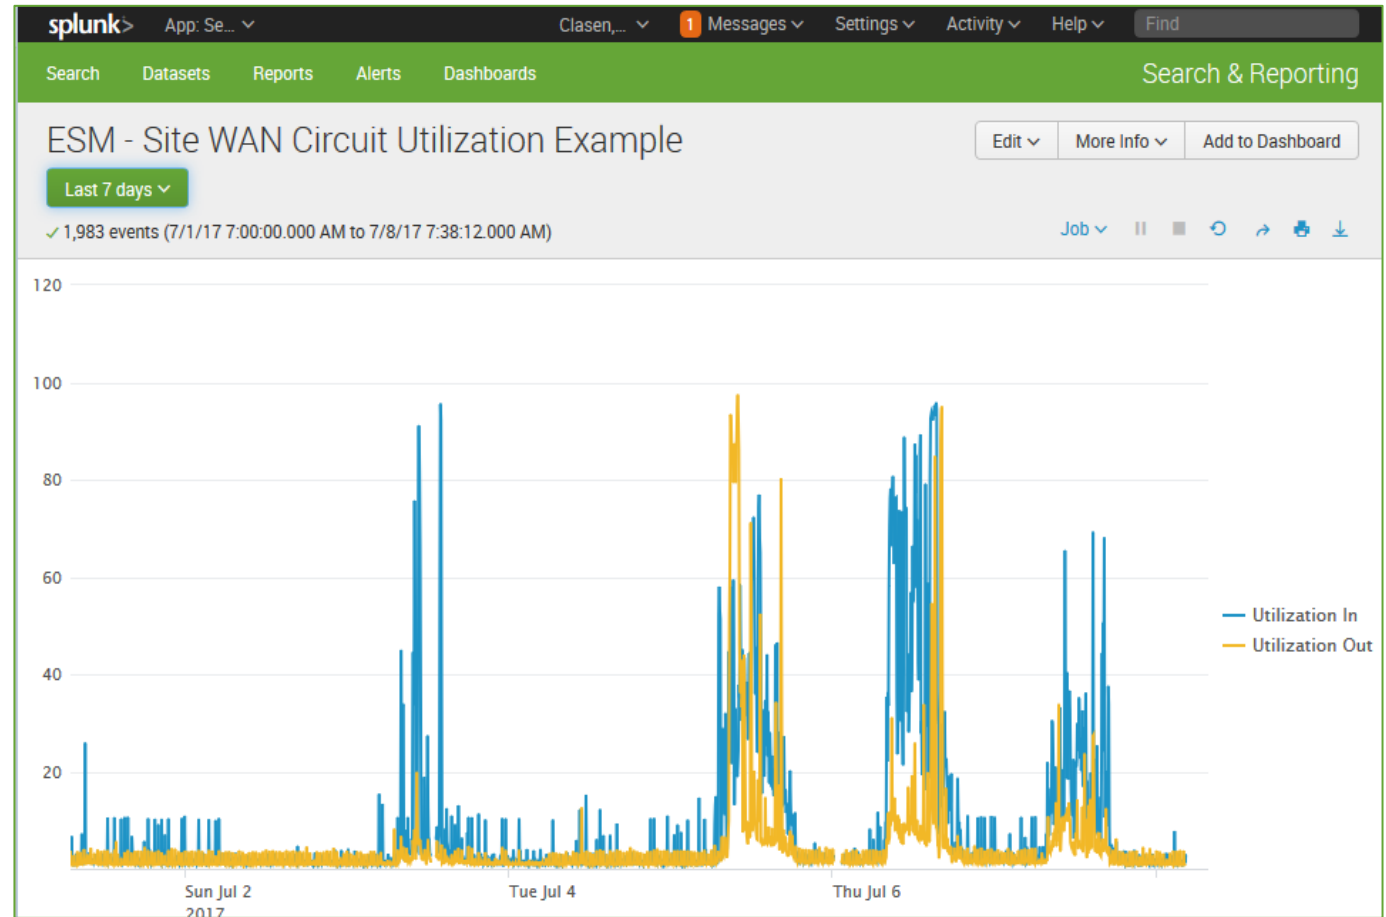 splunk> App: Se... Clasen,... 1 Messages Settings Activity Help Find
Search Datasets Reports Alerts Dashboards Search & Reporting
ESM - Site WAN Circuit Utilization Example
Edit More Info Add to Dashboard
Last 7 days
1,983 events (7/1/17 7:00:00.000 AM to 7/8/17 7:38:12.000 AM)
Job
120
100
80
60
40
20
Utilization In
Utilization Out
Sun Jul 2 Tue Jul 4 Thu Jul 6
2017